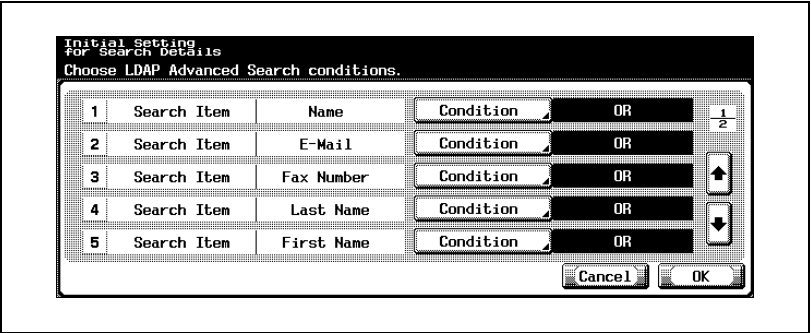 Initial Setting
for Search Details
Choose LDAP Advanced Search conditions.
1 Search Item Name Condition OR
1
2
2 Search Item E-Mail Condition OR
3 Search Item Fax Number Condition OR
4 Search Item Last Name Condition OR
5 Search Item First Name Condition OR
Cancel OK